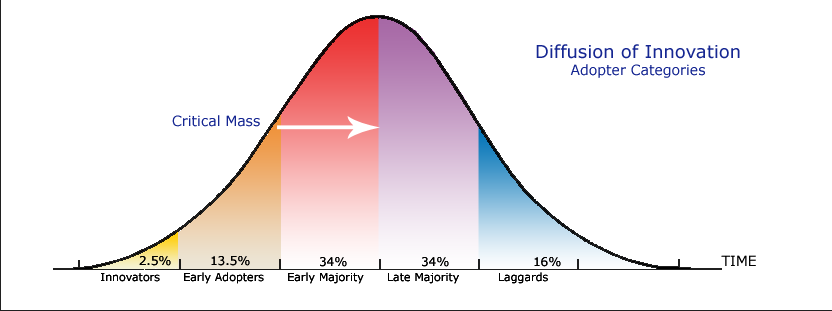 Diffusion of Innovation
Adopter Categories
Critical Mass
2.5% 13.5% 34% 34% 16% TIME
Innovators Early Adopters Early Majority Late Majority Laggards